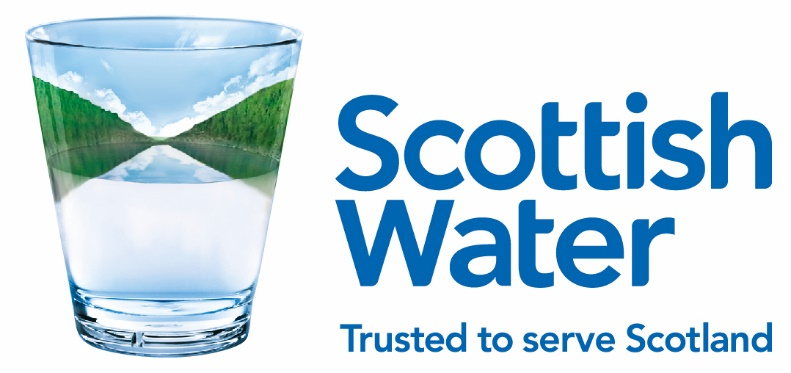 Scottish
Water
Trusted to serve Scotland